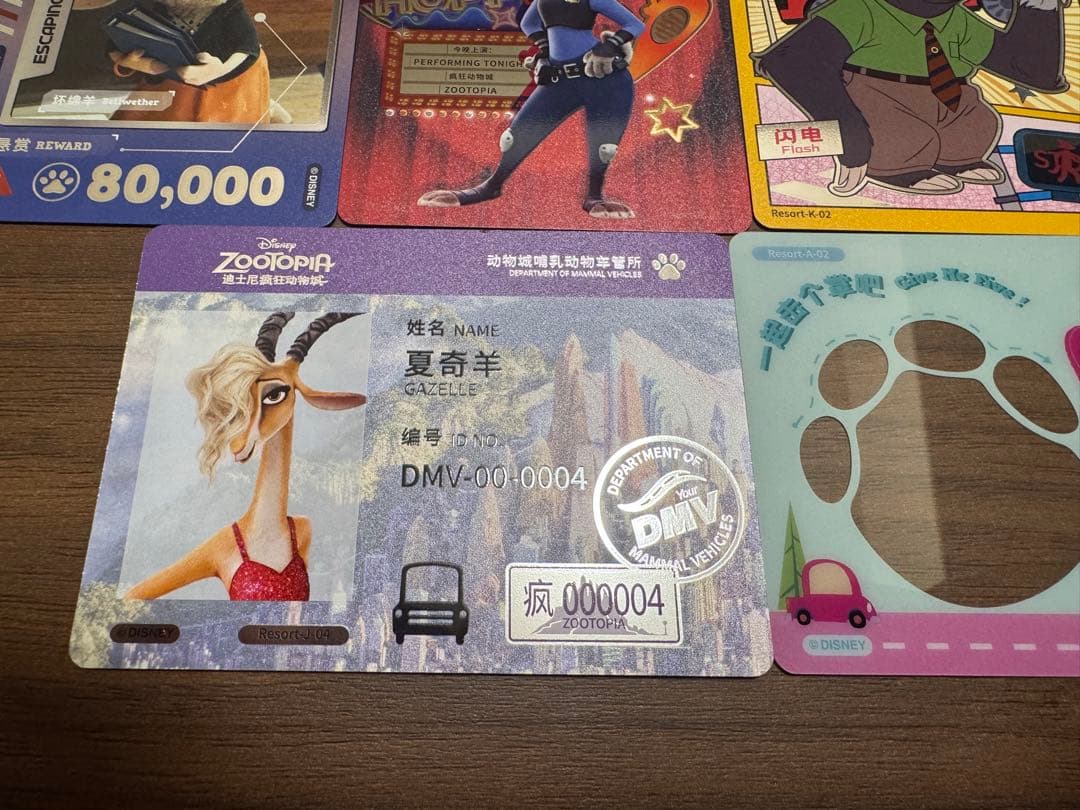 ESCAPING
坏绵羊 Bellwether
悬赏 REWARD
80,000
©DISNEY
今晚上演:
PERFORMING TONIGHT
疯狂动物城
ZOOTOPIA
闪电
Flash
Resort-K-02
Disney
ZOOTOPIA
迪士尼疯狂动物城
动物城哺乳动物车管所
DEPARTMENT OF MAMMAL VEHICLES
姓名 NAME
夏奇羊
GAZELLE
编号 ID NO.
DMV-00-0004
DEPARTMENT OF
Your
DMV
MAMMAL VEHICLES
疯 000004
ZOOTOPIA
©DISNEY
Resort-J-04
Resort-A-02
一起击个掌吧 Give Me Five!
©DISNEY